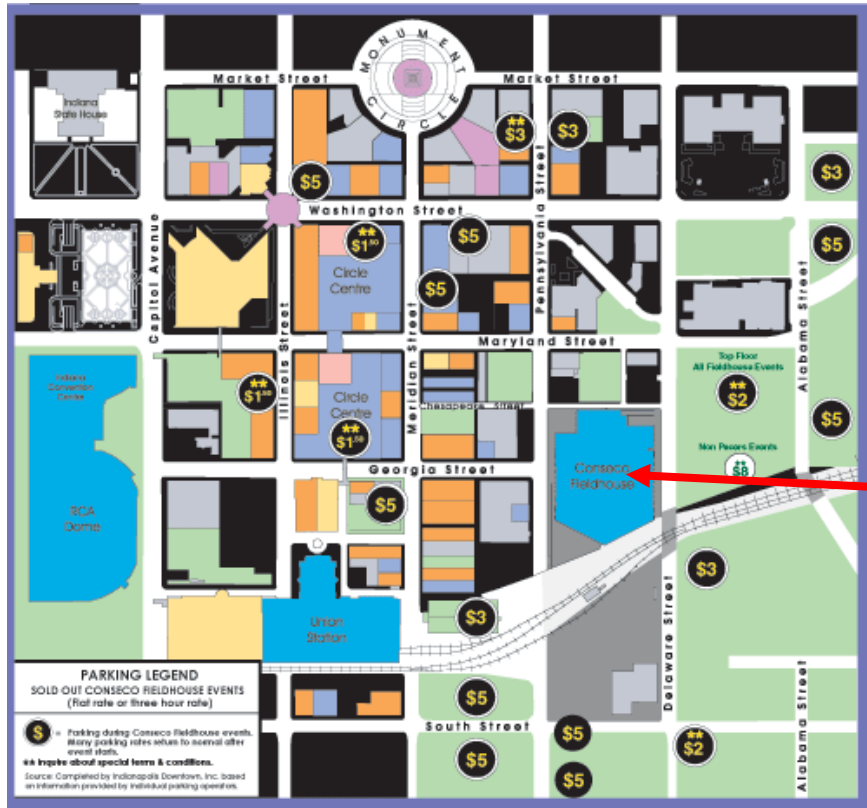 MONUMENT
CIRCLE
Market Street
Market Street
Indiana
State House
**
$3
$3
$3
$5
Washington Street
Pennsylvania Street
**
$1.50
$5
$5
Capitol Avenue
Circle
Centre
$5
Alabama Street
Illinois Street
Meridian Street
Maryland Street
Top Floor
All Fieldhouse Events
**
$2
Indiana
Convention
Center
**
$1.50
Circle
Centre
Chesapeake Street
$5
**
$1.50
Non Pacers Events
**
$8
Georgia Street
Conseco
Fieldhouse
$5
RCA
Dome
$3
Union
Station
$3
Delaware Street
PARKING LEGEND
SOLD OUT CONSECO FIELDHOUSE EVENTS
(Flat rate or three hour rate)
$ = Parking during Conseco Fieldhouse events.
Many parking rates return to normal after
event starts.
** Inquire about special terms & conditions.
Source: Completed by Indianapolis Downtown, Inc. based
on information provided by individual parking operators.
$5
South Street
$5
$5
**
$2
$5
Alabama Street